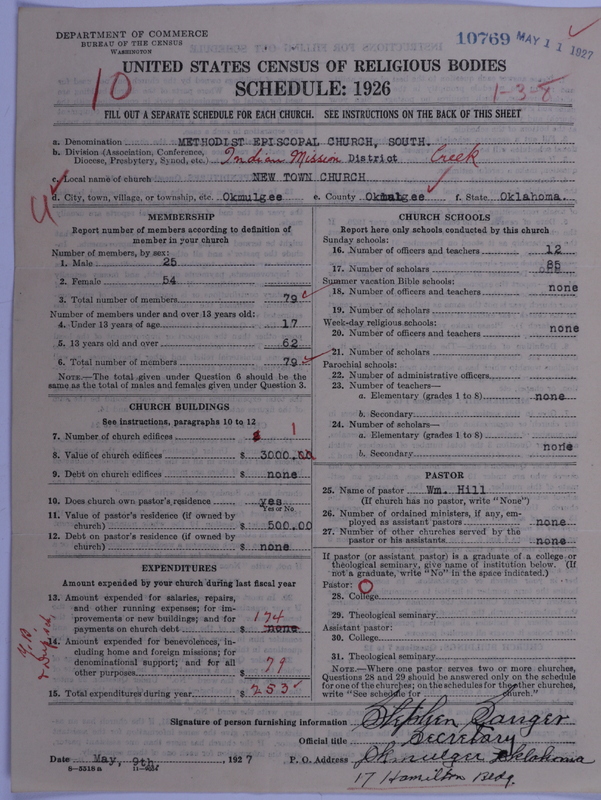 DEPARTMENT OF COMMERCE
BUREAU OF THE CENSUS
WASHINGTON
10769 MAY 11 1927
UNITED STATES CENSUS OF RELIGIOUS BODIES
SCHEDULE: 1926
10
1-3-8
FILL OUT A SEPARATE SCHEDULE FOR EACH CHURCH. SEE INSTRUCTIONS ON THE BACK OF THIS SHEET
a. Denomination METHODIST EPISCOPAL CHURCH, SOUTH.
b. Division (Association, Conference, Diocese, Presbytery, Synod, etc.) Indian Mission District Creek
c. Local name of church NEW TOWN CHURCH
d. City, town, village, or township, etc. Okmulgee e. County Okmulgee f. State Oklahoma.
MEMBERSHIP
Report number of members according to definition of
member in your church
Number of members, by sex:
1. Male 25
2. Female 54
3. Total number of members 79
Number of members under and over 13 years old:
4. Under 13 years of age 17
5. 13 years old and over 62
6. Total number of members 79
NOTE.—The total given under Question 6 should be the
same as the total of males and females given under Question 3.
CHURCH BUILDINGS
See instructions, paragraphs 10 to 12
7. Number of church edifices 1
8. Value of church edifices $ 3000.00
9. Debt on church edifices $ none
10. Does church own pastor's residence yes
Yes or No
11. Value of pastor's residence (if owned by
church) $ 500.00
12. Debt on pastor's residence (if owned by
church) $ none
EXPENDITURES
Amount expended by your church during last fiscal year
13. Amount expended for salaries, repairs,
and other running expenses; for im-
provements or new buildings; and for
payments on church debt $ none 174
14. Amount expended for benevolences, in-
cluding home and foreign missions; for
denominational support; and for all
other purposes $ 79
15. Total expenditures during year $ 253
CHURCH SCHOOLS
Report here only schools conducted by this church
Sunday schools:
16. Number of officers and teachers 12
17. Number of scholars 85
Summer vacation Bible schools:
18. Number of officers and teachers none
19. Number of scholars
Week-day religious schools:
20. Number of officers and teachers none
21. Number of scholars
Parochial schools:
22. Number of administrative officers
23. Number of teachers—
a. Elementary (grades 1 to 8) none
b. Secondary
24. Number of scholars—
a. Elementary (grades 1 to 8)
b. Secondary none
PASTOR
25. Name of pastor Wm. Hill
(If church has no pastor, write "None")
26. Number of ordained ministers, if any, em-
ployed as assistant pastors none
27. Number of other churches served by the
pastor or his assistants none
If pastor (or assistant pastor) is a graduate of a college or
theological seminary, give name of institution below. (If
not a graduate, write "No" in the space indicated.)
Pastor: O
28. College
29. Theological seminary
Assistant pastor:
30. College
31. Theological seminary
NOTE.—Where one pastor serves two or more churches,
Questions 28 and 29 should be answered only on the schedule
for one of the churches; on the schedules for the other churches,
write "See schedule for church."
Signature of person furnishing information Stephen Sanger
Official title Secretary
Date May, 9th 1927 P. O. Address Okmulgee Oklahoma
8-5318a
17 Hamilton Bldg.